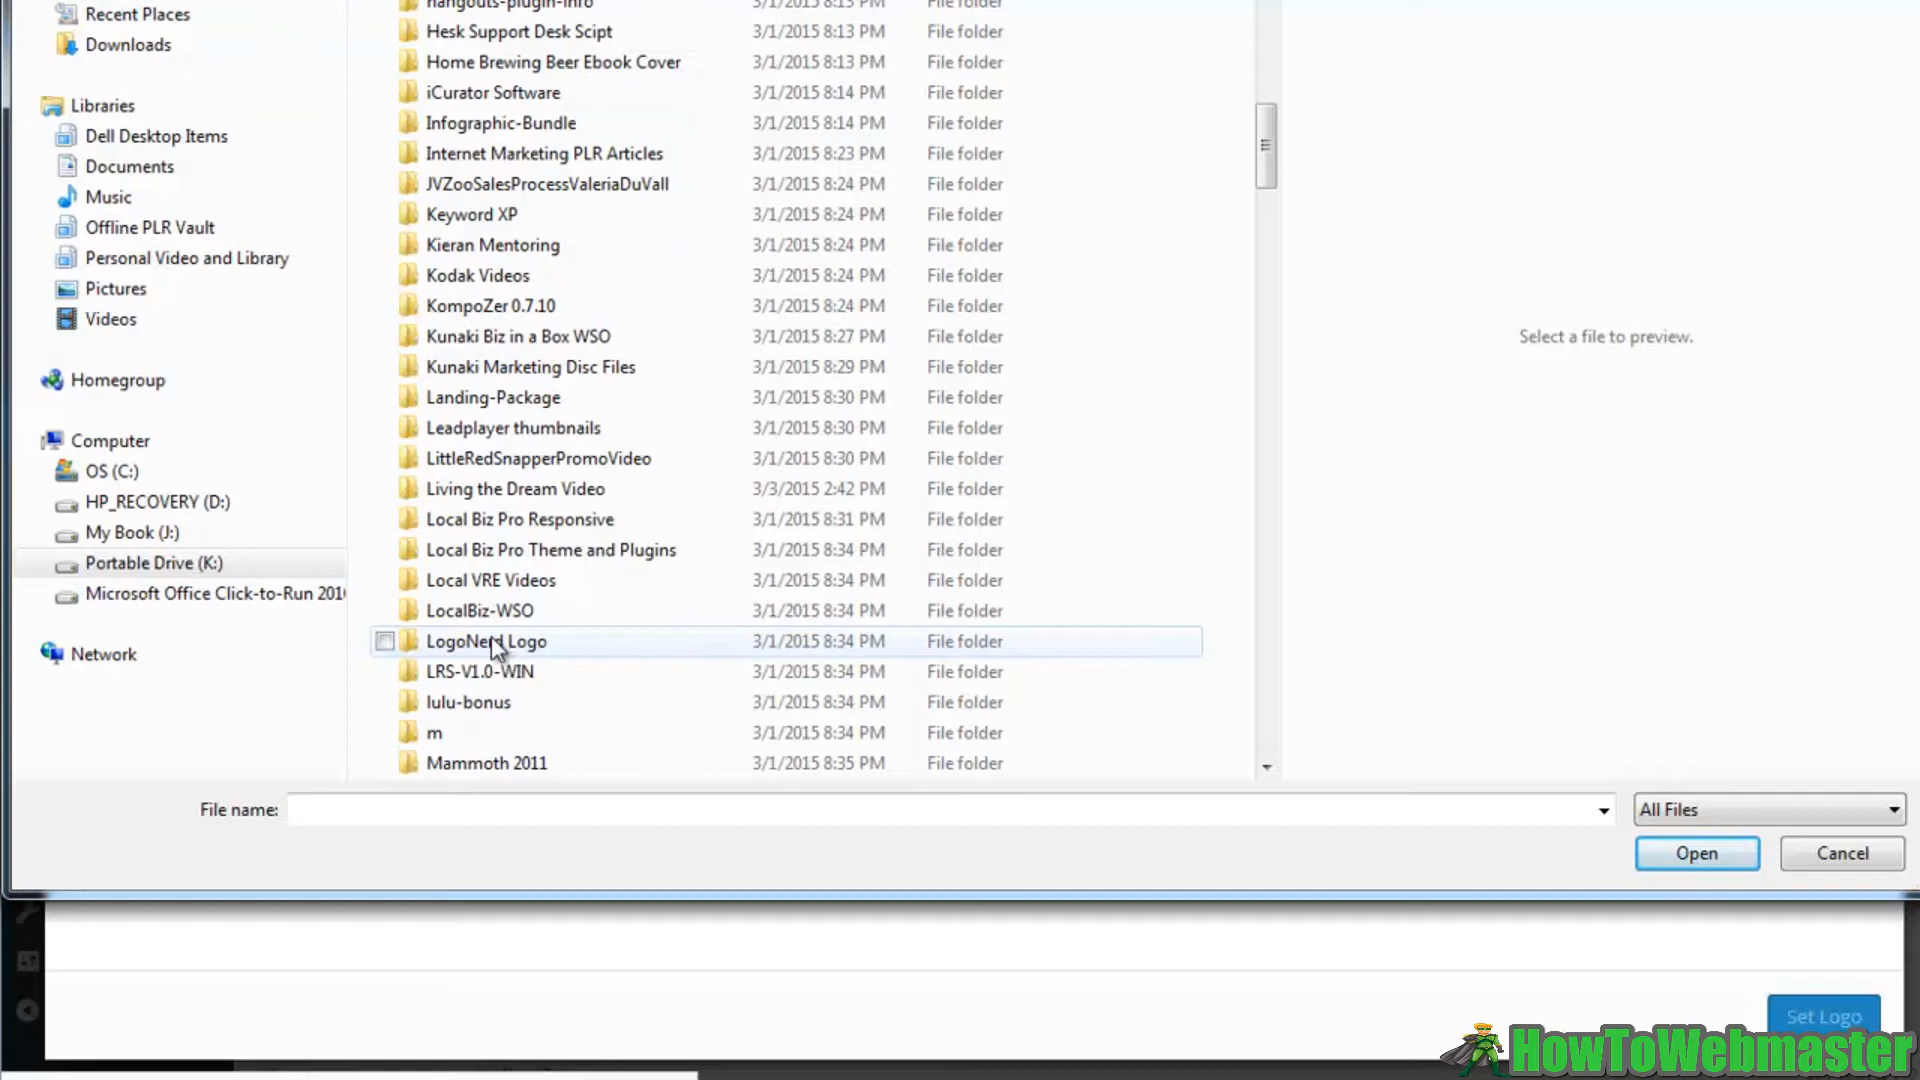 Recent Places
Downloads
Libraries
Dell Desktop Items
Documents
Music
Offline PLR Vault
Personal Video and Library
Pictures
Videos
Homegroup
Computer
OS (C:)
HP_RECOVERY (D:)
My Book (J:)
Portable Drive (K:)
Microsoft Office Click-to-Run
Network
hangouts-plugin-info 3/1/2015 8:13 PM File folder
Hesk Support Desk Scipt 3/1/2015 8:13 PM File folder
Home Brewing Beer Ebook Cover 3/1/2015 8:13 PM File folder
iCurator Software 3/1/2015 8:14 PM File folder
Infographic-Bundle 3/1/2015 8:14 PM File folder
Internet Marketing PLR Articles 3/1/2015 8:23 PM File folder
JVZooSalesProcessValeriaDuVall 3/1/2015 8:24 PM File folder
Keyword XP 3/1/2015 8:24 PM File folder
Kieran Mentoring 3/1/2015 8:24 PM File folder
Kodak Videos 3/1/2015 8:24 PM File folder
KompoZer 0.7.10 3/1/2015 8:24 PM File folder
Kunaki Biz in a Box WSO 3/1/2015 8:27 PM File folder
Kunaki Marketing Disc Files 3/1/2015 8:29 PM File folder
Landing-Package 3/1/2015 8:30 PM File folder
Leadplayer thumbnails 3/1/2015 8:30 PM File folder
LittleRedSnapperPromoVideo 3/1/2015 8:30 PM File folder
Living the Dream Video 3/3/2015 2:42 PM File folder
Local Biz Pro Responsive 3/1/2015 8:31 PM File folder
Local Biz Pro Theme and Plugins 3/1/2015 8:34 PM File folder
Local VRE Videos 3/1/2015 8:34 PM File folder
LocalBiz-WSO 3/1/2015 8:34 PM File folder
LogoNerd Logo 3/1/2015 8:34 PM File folder
LRS-V1.0-WIN 3/1/2015 8:34 PM File folder
lulu-bonus 3/1/2015 8:34 PM File folder
m 3/1/2015 8:34 PM File folder
Mammoth 2011 3/1/2015 8:35 PM File folder
Select a file to preview.
File name:
All Files
Open Cancel
Set Logo
HowToWebmaster